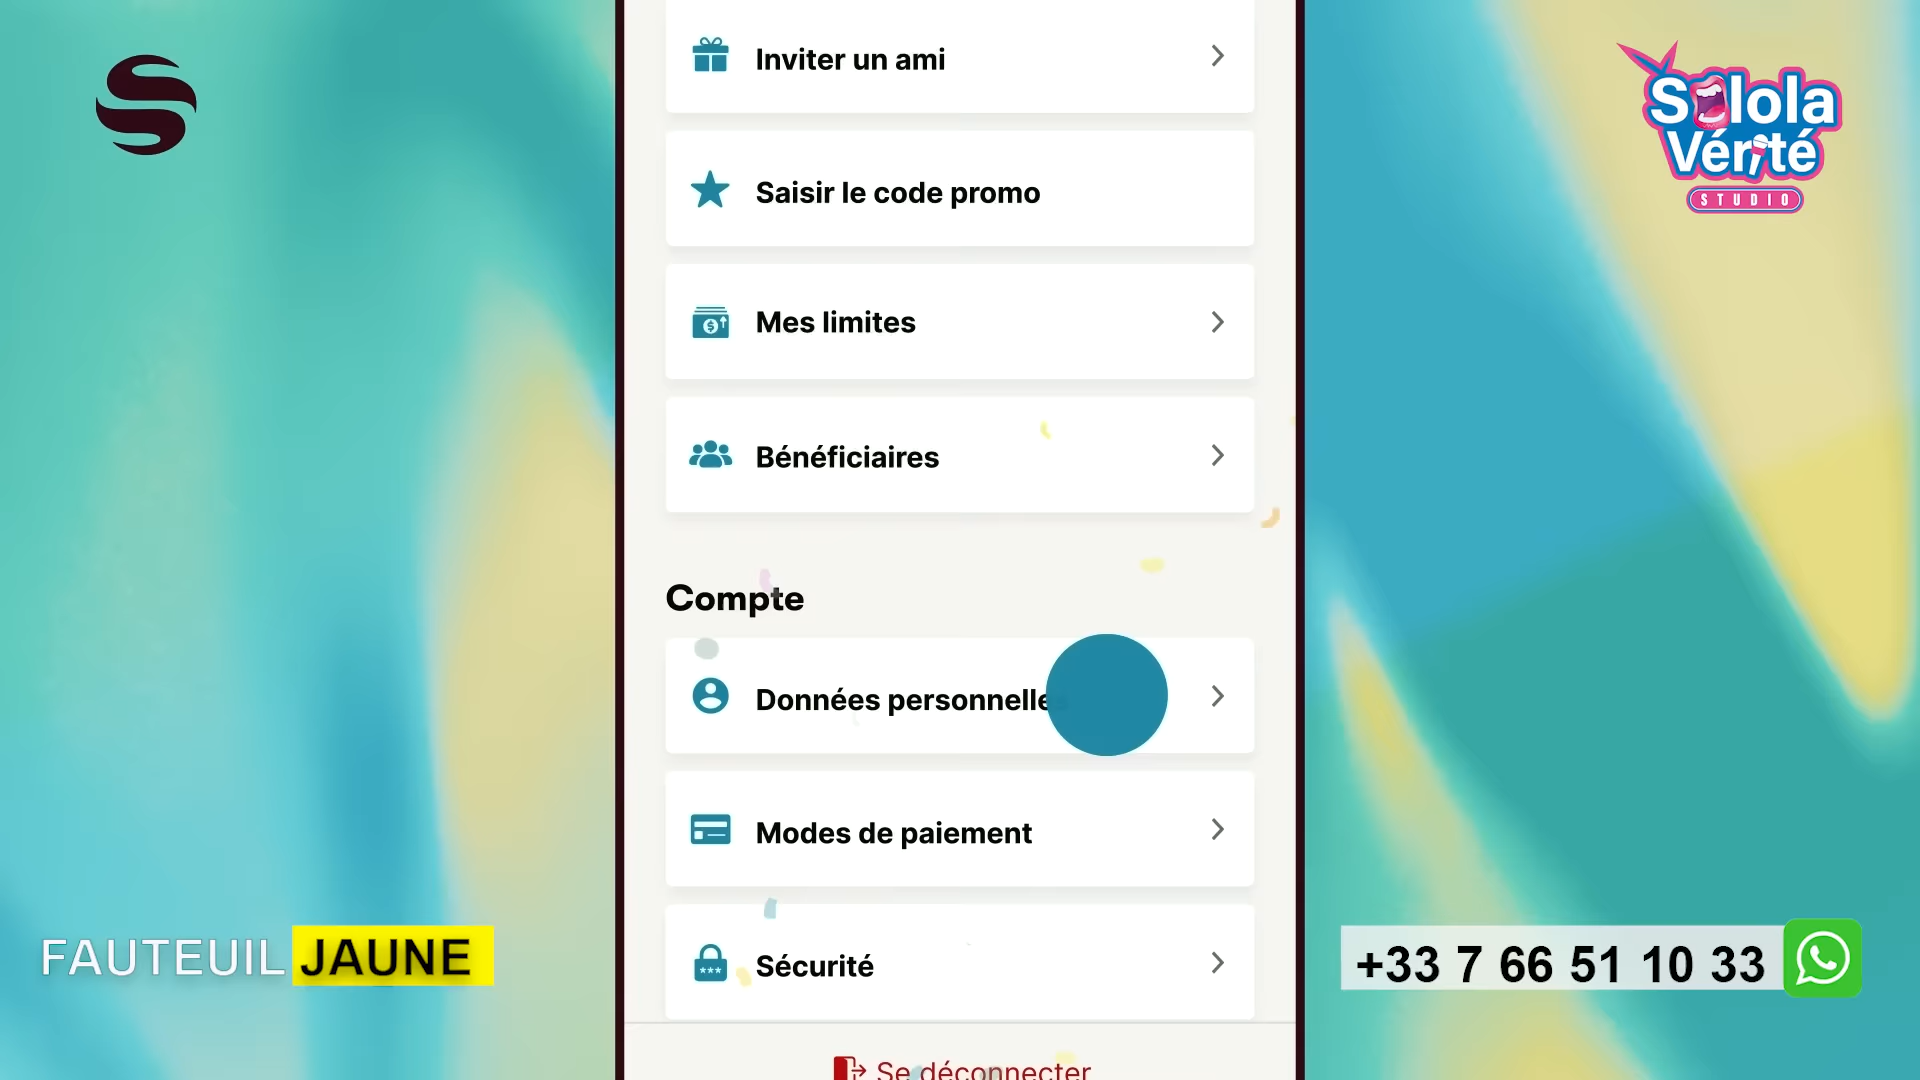 Inviter un ami
Saisir le code promo
Mes limites
Bénéficiaires
Compte
Données personnelle
Modes de paiement
Sécurité
Se déconnecter
Solola
Vérité
STUDIO
FAUTEUIL JAUNE
+33 7 66 51 10 33